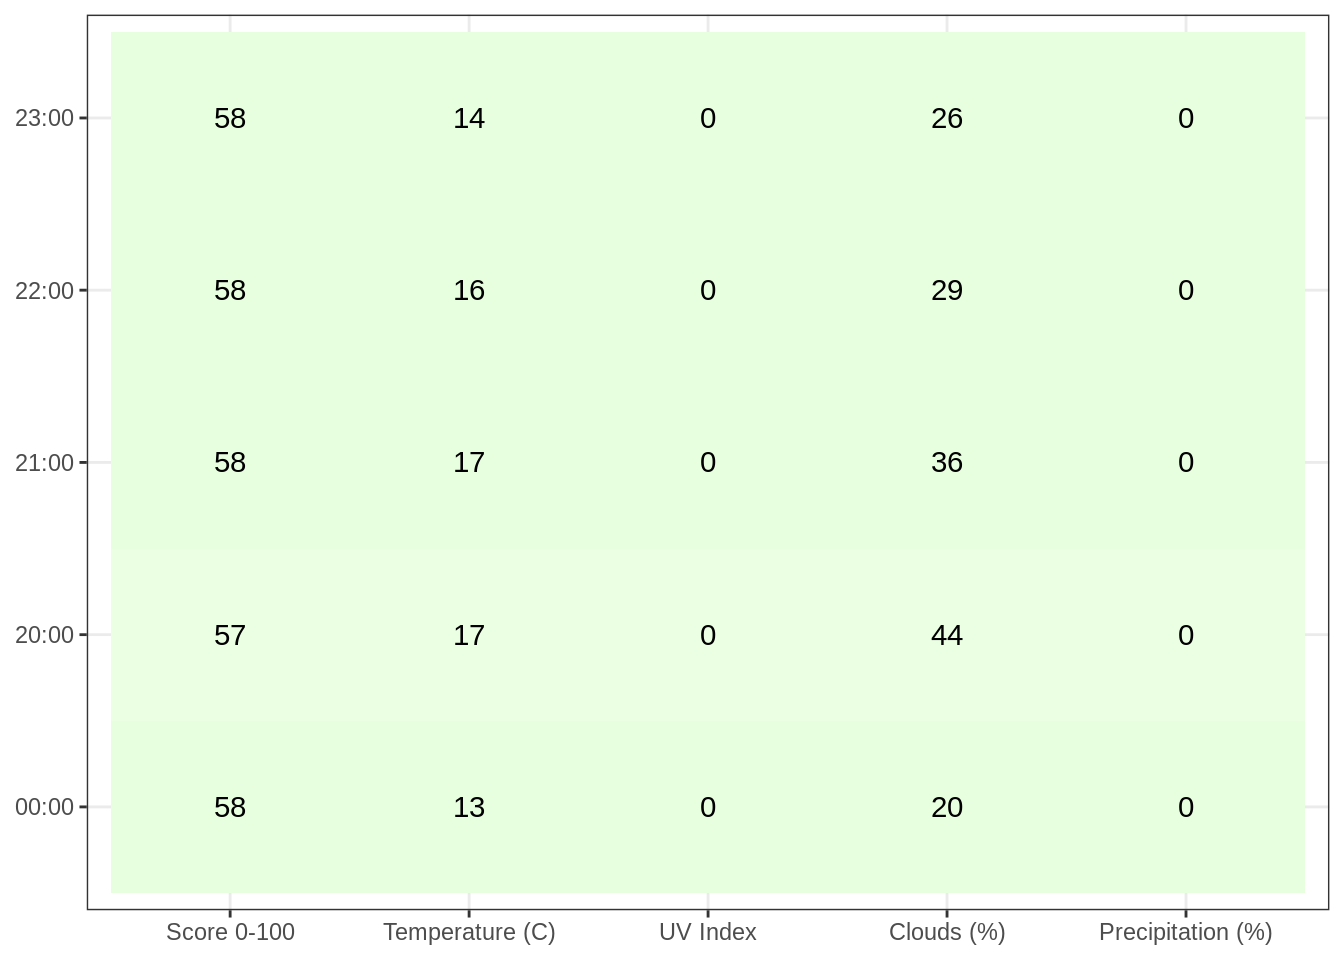 23:00 58 14 0 26 0
22:00 58 16 0 29 0
21:00 58 17 0 36 0
20:00 57 17 0 44 0
00:00 58 13 0 20 0
Score 0-100 Temperature (C) UV Index Clouds (%) Precipitation (%)